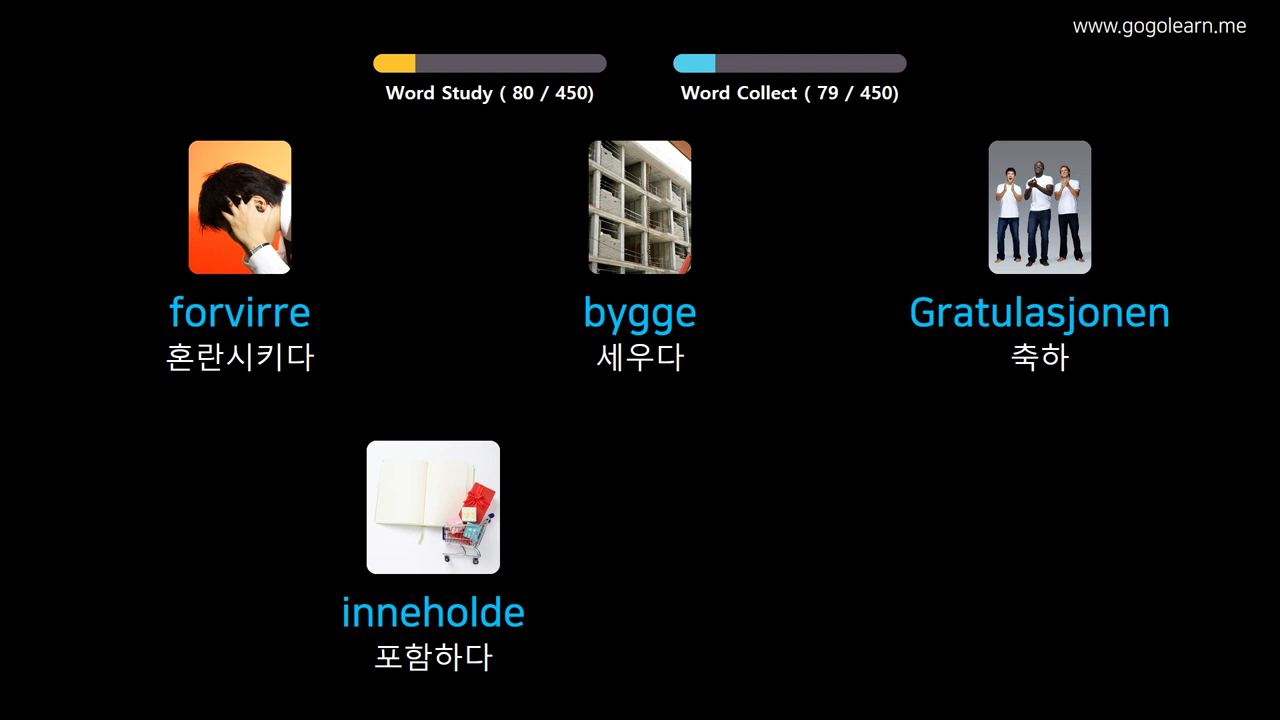 www.gogolearn.me
Word Study ( 80 / 450)
Word Collect ( 79 / 450)
forvirre
혼란시키다
bygge
세우다
Gratulasjonen
축하
inneholde
포함하다